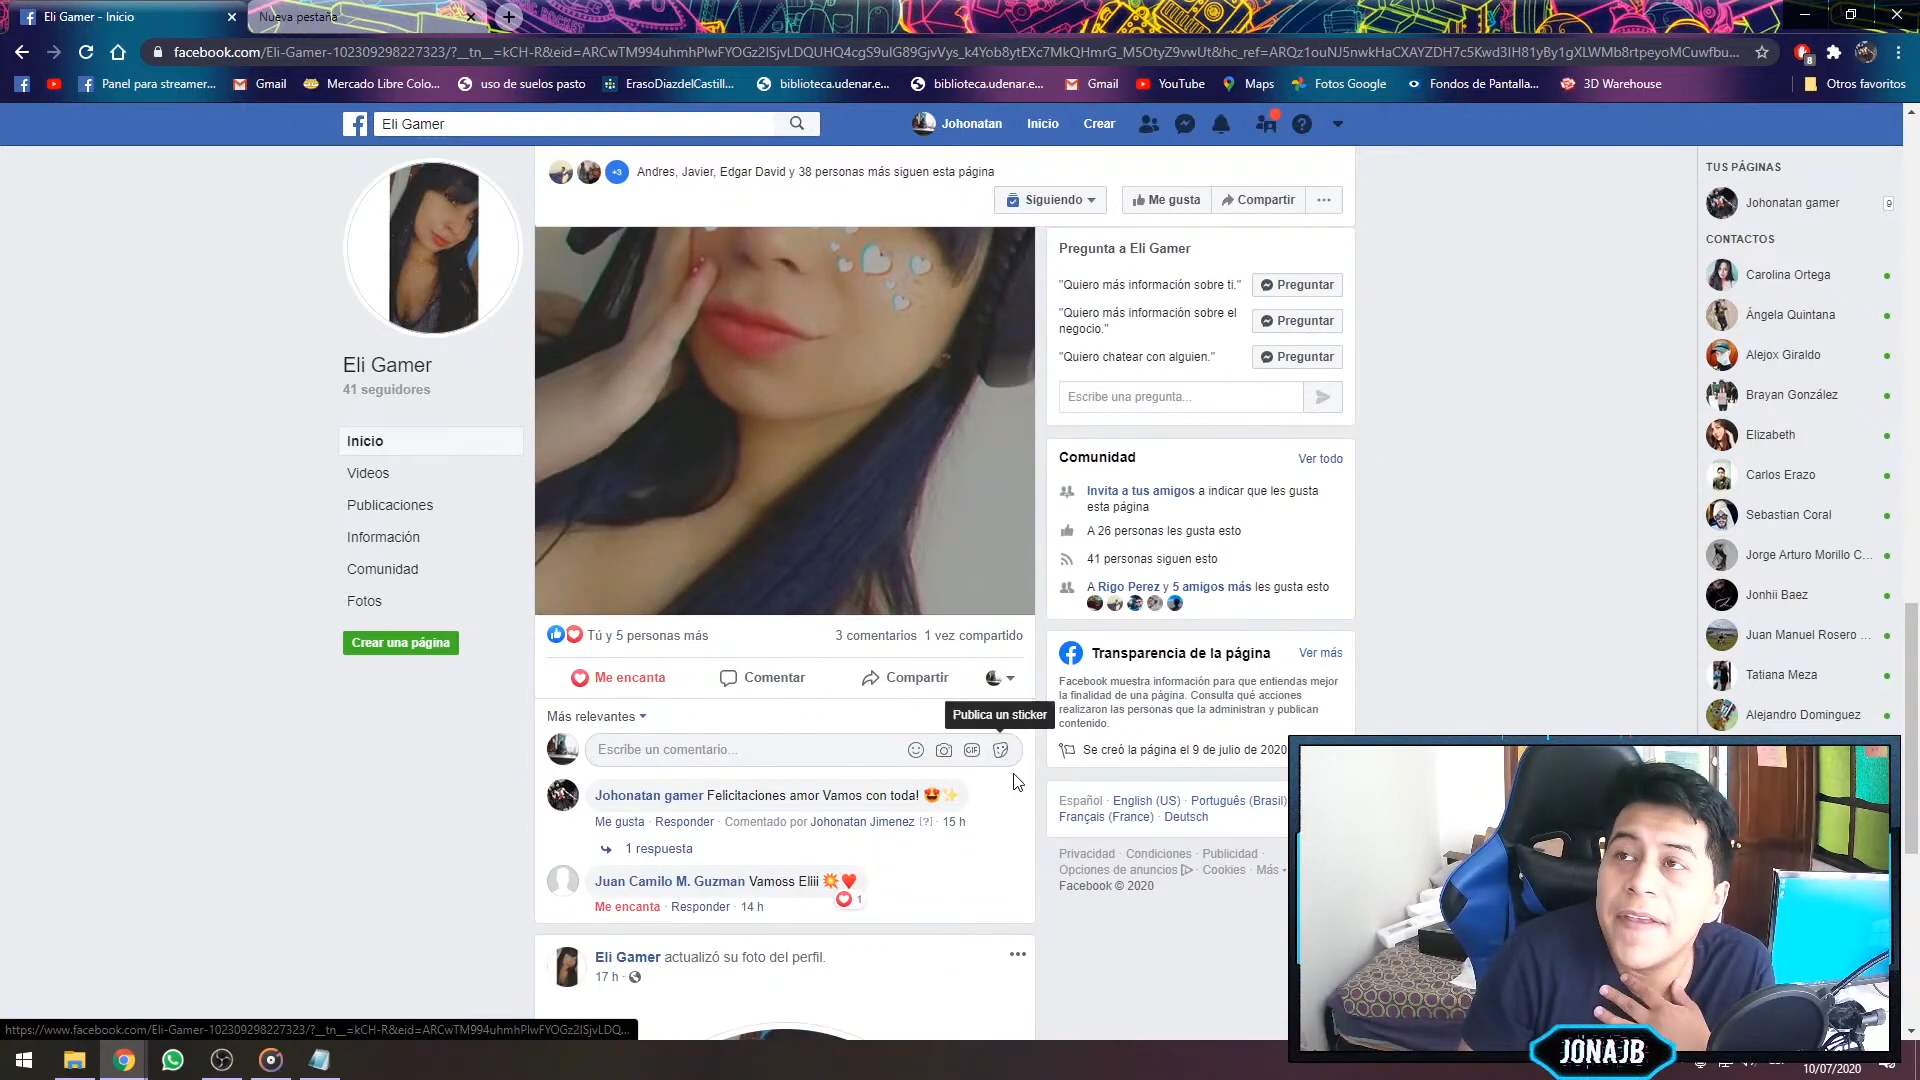 Eli Gamer - Inicio
Nueva pestaña
facebook.com/Eli-Gamer-102309298227323/?__tn__=kCH-R&eid=ARCwTM994uhmhPlwFYOGz2ISjvLDQUHQ4cgS9uIG89GjvVys_k4Yob8ytEXc7MkQHmrG_M5OtyZ9vwUt&hc_ref=ARQz1ouNJ5nwkHaCXAYZDH7c5Kwd3IH81yBy1gXLWMb8rtpeyoMCuwfbu...
8
Panel para streamer...
Gmail
Mercado Libre Colo...
uso de suelos pasto
ErasoDiazdelCastill...
biblioteca.udenar.e...
biblioteca.udenar.e...
Gmail
YouTube
Maps
Fotos Google
Fondos de Pantalla...
3D Warehouse
Otros favoritos
Eli Gamer
Johonatan
Inicio
Crear
+3
Andres, Javier, Edgar David y 38 personas más siguen esta página
Siguiendo
Me gusta
Compartir
Eli Gamer
41 seguidores
Inicio
Videos
Publicaciones
Información
Comunidad
Fotos
Crear una página
Tú y 5 personas más
3 comentarios 1 vez compartido
Me encanta
Comentar
Compartir
Más relevantes
Publica un sticker
Escribe un comentario...
GIF
Johonatan gamer Felicitaciones amor Vamos con toda! 😍✨
Me gusta · Responder · Comentado por Johonatan Jimenez [?] · 15 h
1 respuesta
Juan Camilo M. Guzman Vamoss Eliii 💥❤️
1
Me encanta · Responder · 14 h
Eli Gamer actualizó su foto del perfil.
17 h ·
Pregunta a Eli Gamer
"Quiero más información sobre ti."
Preguntar
"Quiero más información sobre el
negocio."
Preguntar
"Quiero chatear con alguien."
Preguntar
Escribe una pregunta...
Comunidad
Ver todo
Invita a tus amigos a indicar que les gusta
esta página
A 26 personas les gusta esto
41 personas siguen esto
A Rigo Perez y 5 amigos más les gusta esto
Transparencia de la página
Ver más
Facebook muestra información para que entiendas mejor
la finalidad de una página. Consulta qué acciones
realizaron las personas que la administran y publican
contenido.
Se creó la página el 9 de julio de 2020
Español · English (US) · Português (Brasil)
Français (France) · Deutsch
Privacidad · Condiciones · Publicidad ·
Opciones de anuncios · Cookies · Más
Facebook © 2020
TUS PÁGINAS
Johonatan gamer
9
CONTACTOS
Carolina Ortega
Ángela Quintana
Alejox Giraldo
Brayan González
Elizabeth
Carlos Erazo
Sebastian Coral
Jorge Arturo Morillo C...
Jonhii Baez
Juan Manuel Rosero ...
Tatiana Meza
Alejandro Dominguez
https://www.facebook.com/Eli-Gamer-102309298227323/?__tn__=kCH-R&eid=ARCwTM994uhmhPlwFYOGz2ISjvLDQ...
JONAJB
10/07/2020